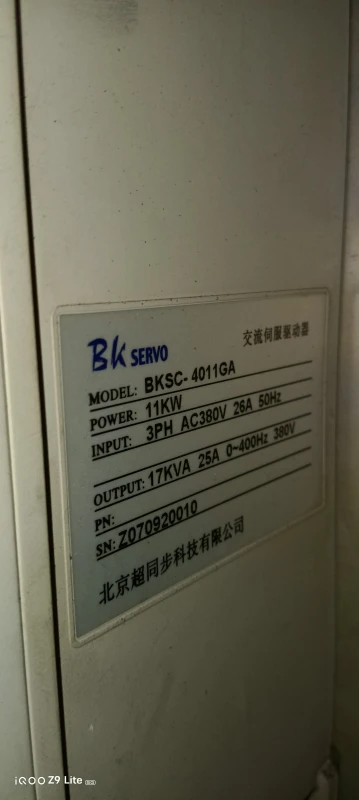 BK SERVO 交流伺服驱动器
MODEL: BKSC-4011GA
POWER: 11KW
INPUT: 3PH AC380V 26A 50Hz
OUTPUT: 17KVA 25A 0~400Hz 380V
PN:
SN: Z070920010
北京超同步科技有限公司
iQOO Z9 Lite